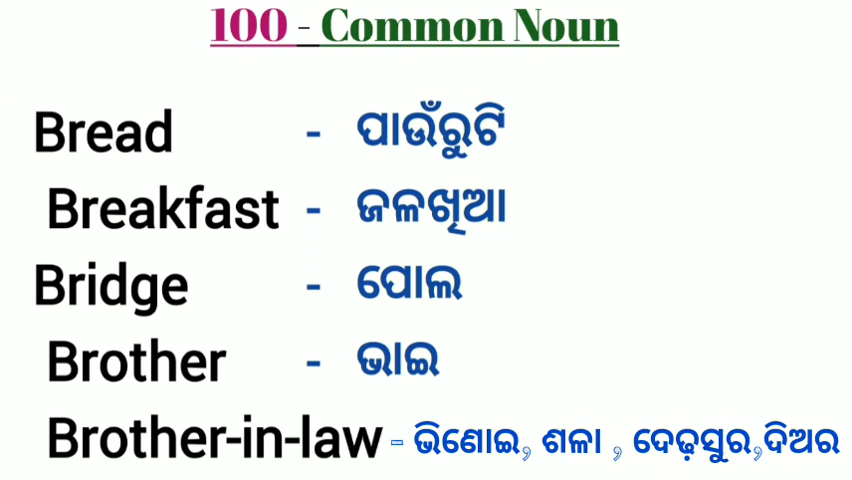 100 - Common Noun
Bread - ପାଉଁରୁଟି
Breakfast - ଜଳଖିଆ
Bridge - ପୋଲ
Brother - ଭାଇ
Brother-in-law - ଭିଣୋଇ, ଶଳା , ଦେଢ଼ସୁର,ଦିଅର